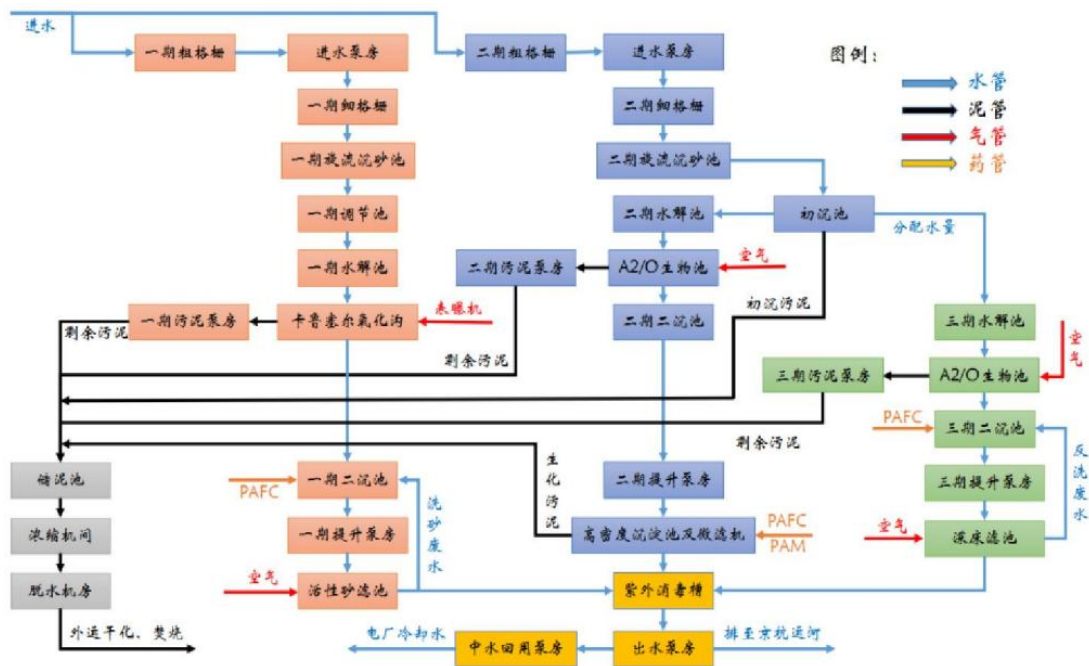 进水
一期粗格栅
进水泵房
二期粗格栅
进水泵房
图例：
水管
泥管
气管
药管
一期细格栅
二期细格栅
一期旋流沉砂池
二期旋流沉砂池
一期调节池
二期水解池
初沉池
分配水量
一期水解池
二期污泥泵房
A2/O生物池
空气
初沉污泥
剩余污泥
一期污泥泵房
卡鲁塞尔氧化沟
表曝机
二期二沉池
三期水解池
空气
剩余污泥
三期污泥泵房
A2/O生物池
PAFC
三期二沉池
剩余污泥
反洗废水
储泥池
PAFC
一期二沉池
洗砂废水
生化污泥
二期提升泵房
三期提升泵房
浓缩机间
一期提升泵房
高密度沉淀池及微滤机
PAFC
PAM
空气
深床滤池
脱水机房
空气
活性砂滤池
紫外消毒槽
外运干化、焚烧
电厂冷却水
中水回用泵房
出水泵房
排至京杭运河